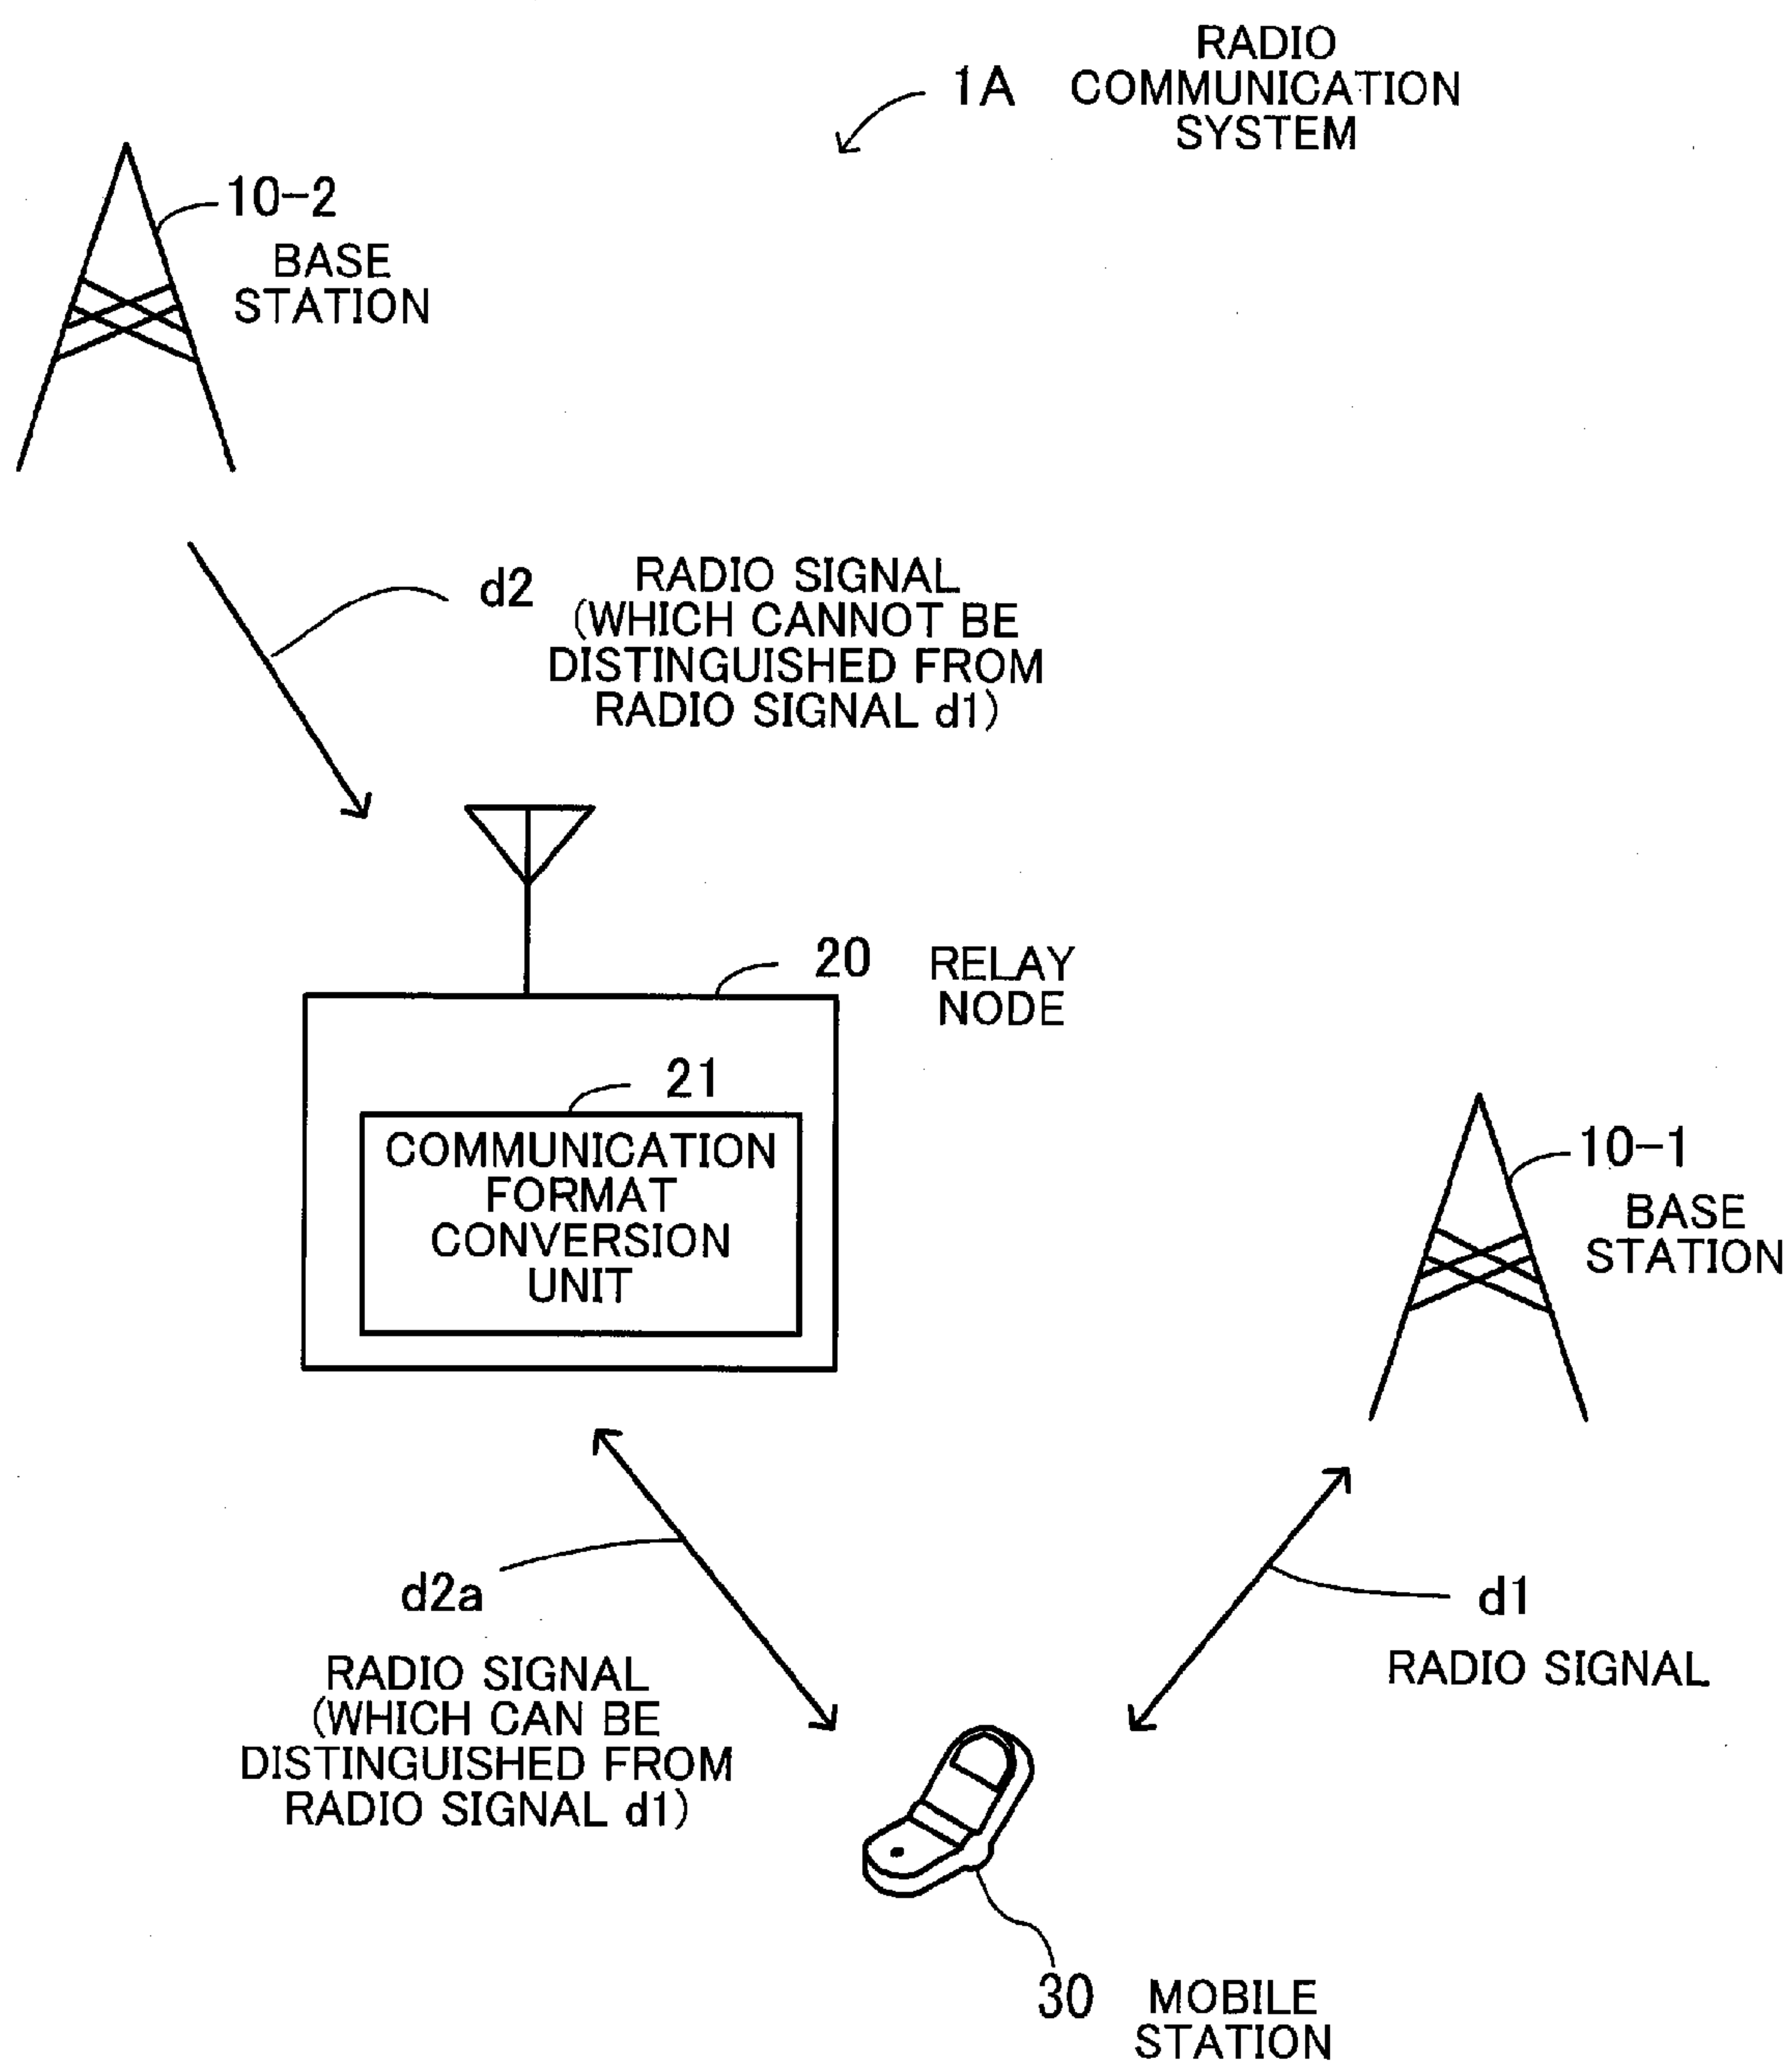 RADIO
1A COMMUNICATION
SYSTEM
10-2
BASE
STATION
d2
RADIO SIGNAL
(WHICH CANNOT BE
DISTINGUISHED FROM
RADIO SIGNAL d1)
20
RELAY
NODE
21
COMMUNICATION
FORMAT
CONVERSION
UNIT
10-1
BASE
STATION
d2a
RADIO SIGNAL
(WHICH CAN BE
DISTINGUISHED FROM
RADIO SIGNAL d1)
d1
RADIO SIGNAL
30
MOBILE
STATION